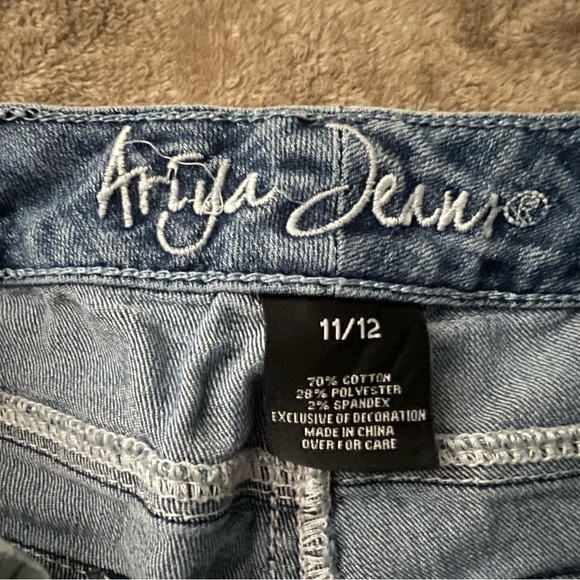 Ariya Jeans®
11/12
70% COTTON
28% POLYESTER
2% SPANDEX
EXCLUSIVE OF DECORATION
MADE IN CHINA
OVER FOR CARE